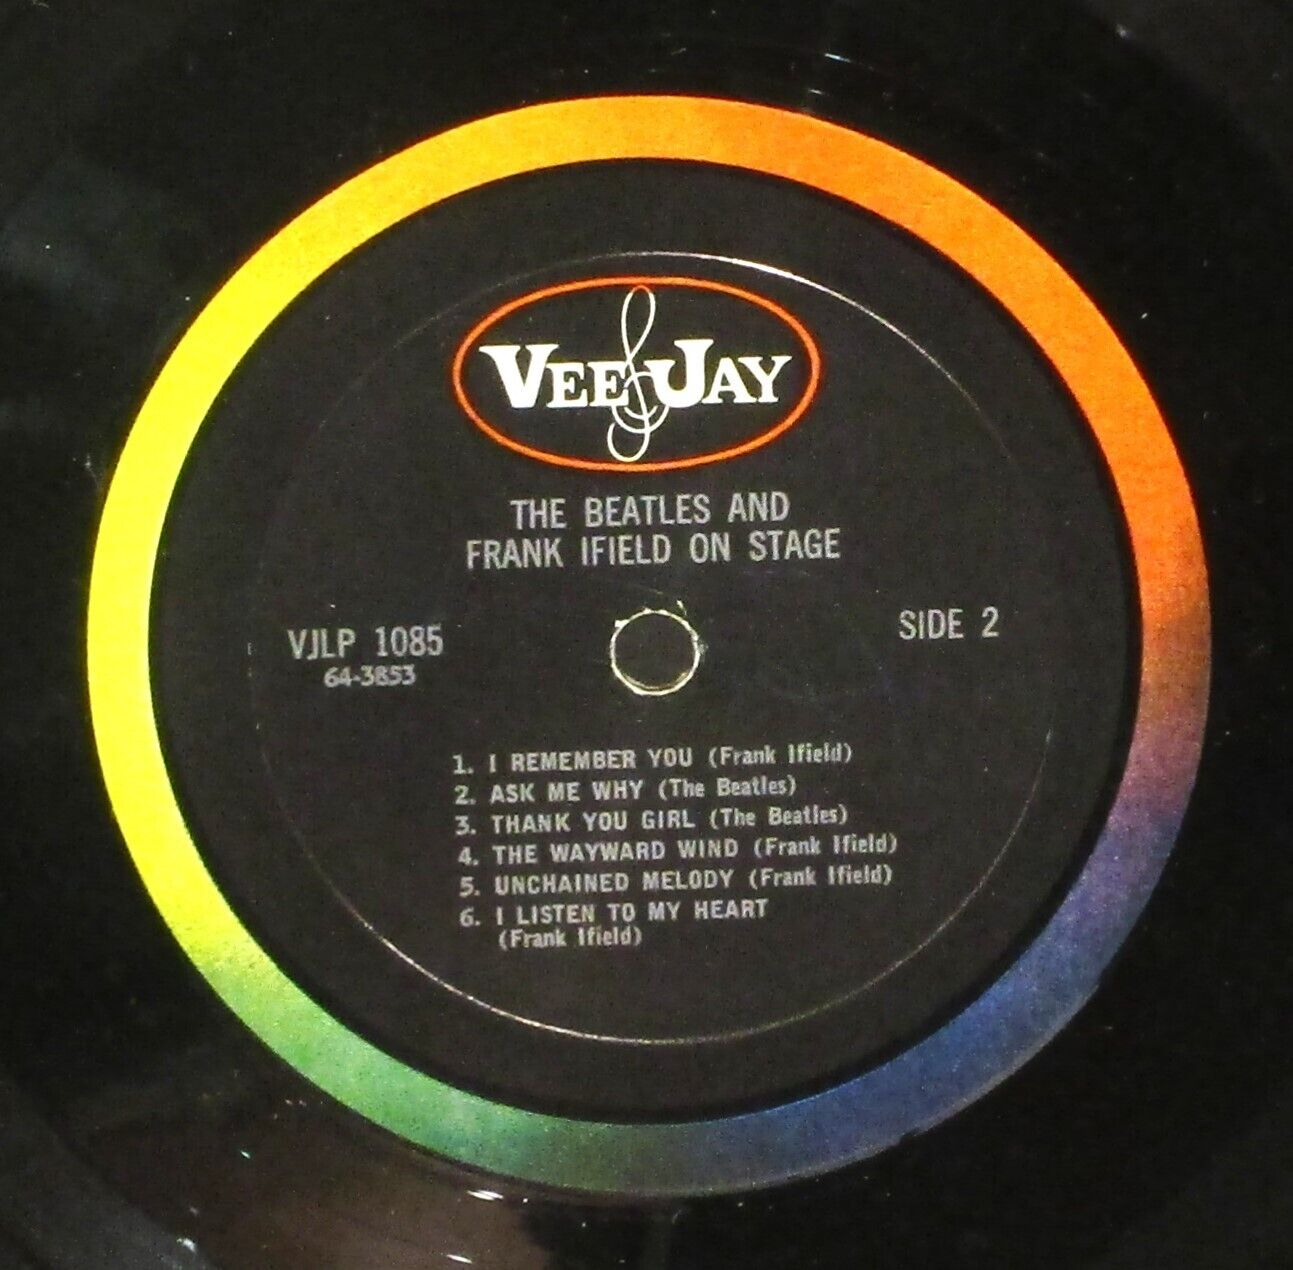 VEE JAY
THE BEATLES AND
FRANK IFIELD ON STAGE
VJLP 1085
64-3853
SIDE 2
1. I REMEMBER YOU (Frank Ifield)
2. ASK ME WHY (The Beatles)
3. THANK YOU GIRL (The Beatles)
4. THE WAYWARD WIND (Frank Ifield)
5. UNCHAINED MELODY (Frank Ifield)
6. I LISTEN TO MY HEART
(Frank Ifield)